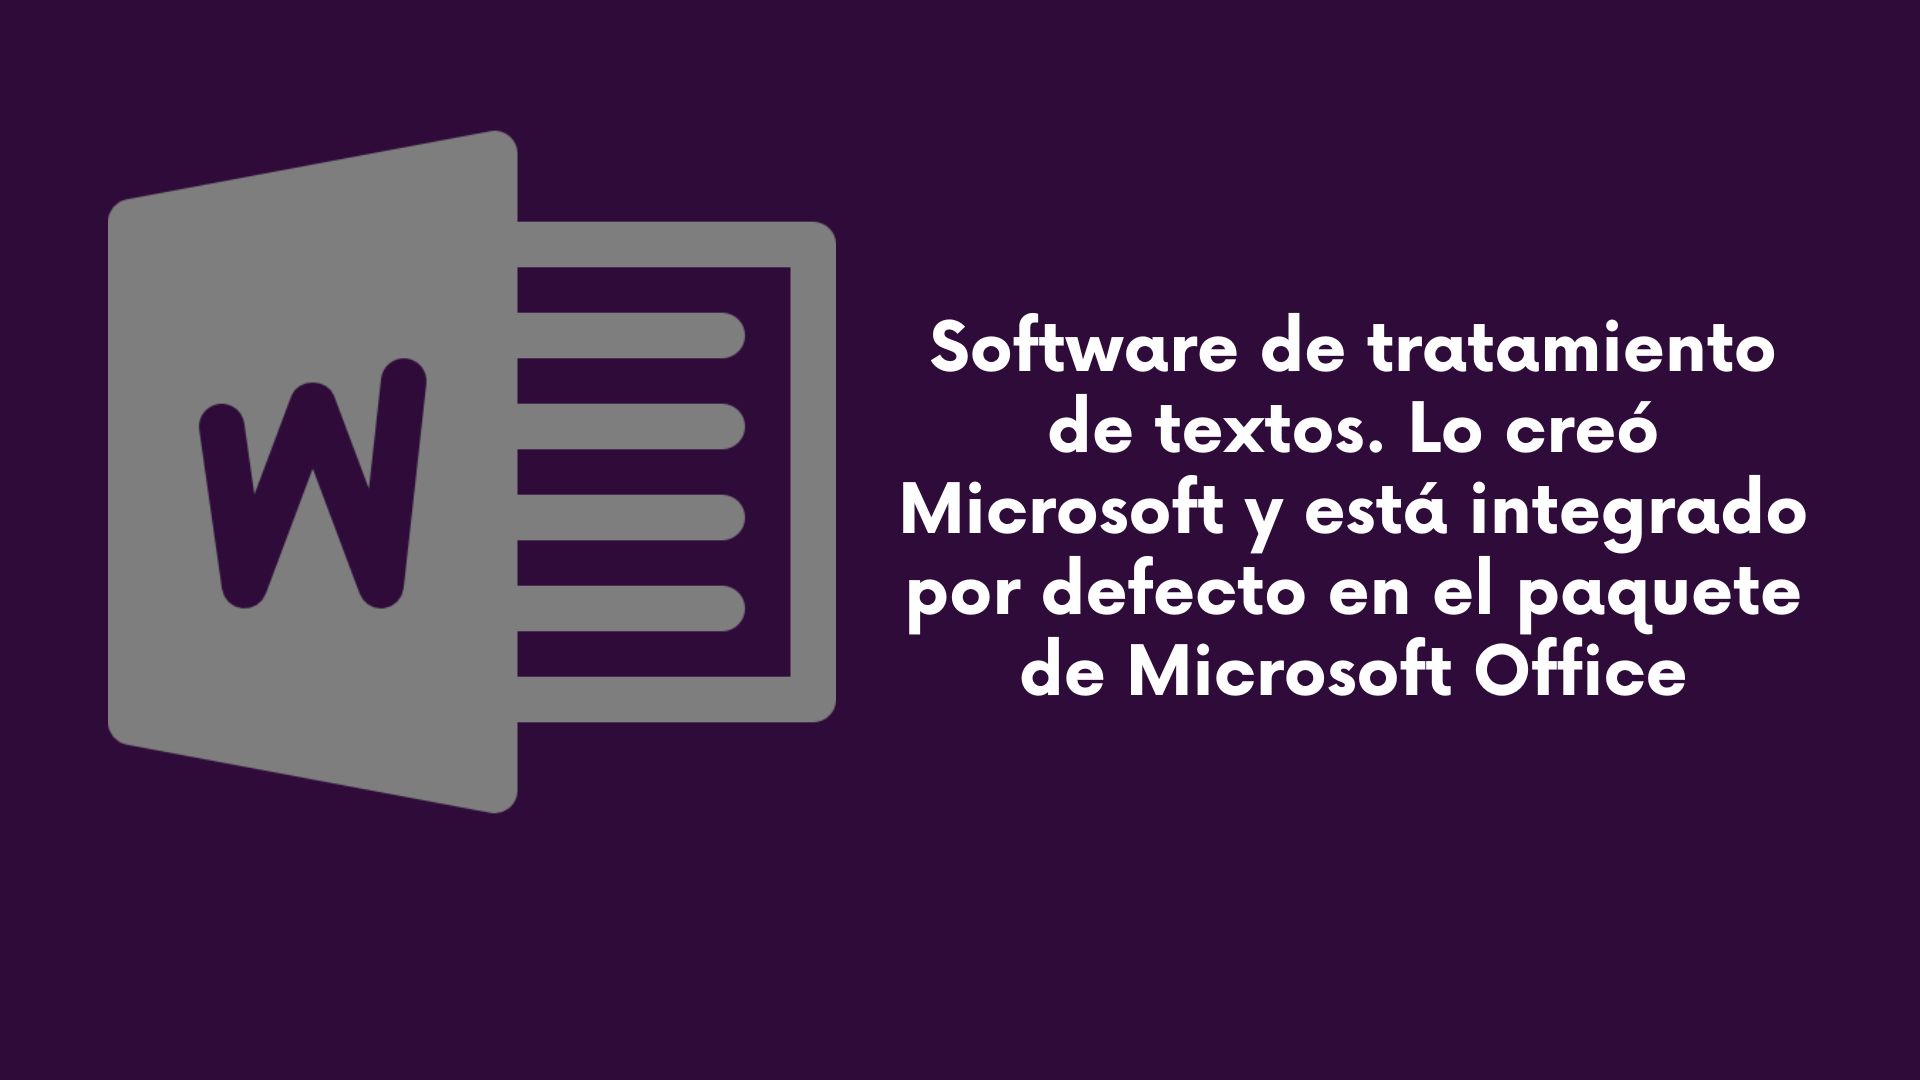 W
Software de tratamiento
de textos. Lo creó
Microsoft y está integrado
por defecto en el paquete
de Microsoft Office